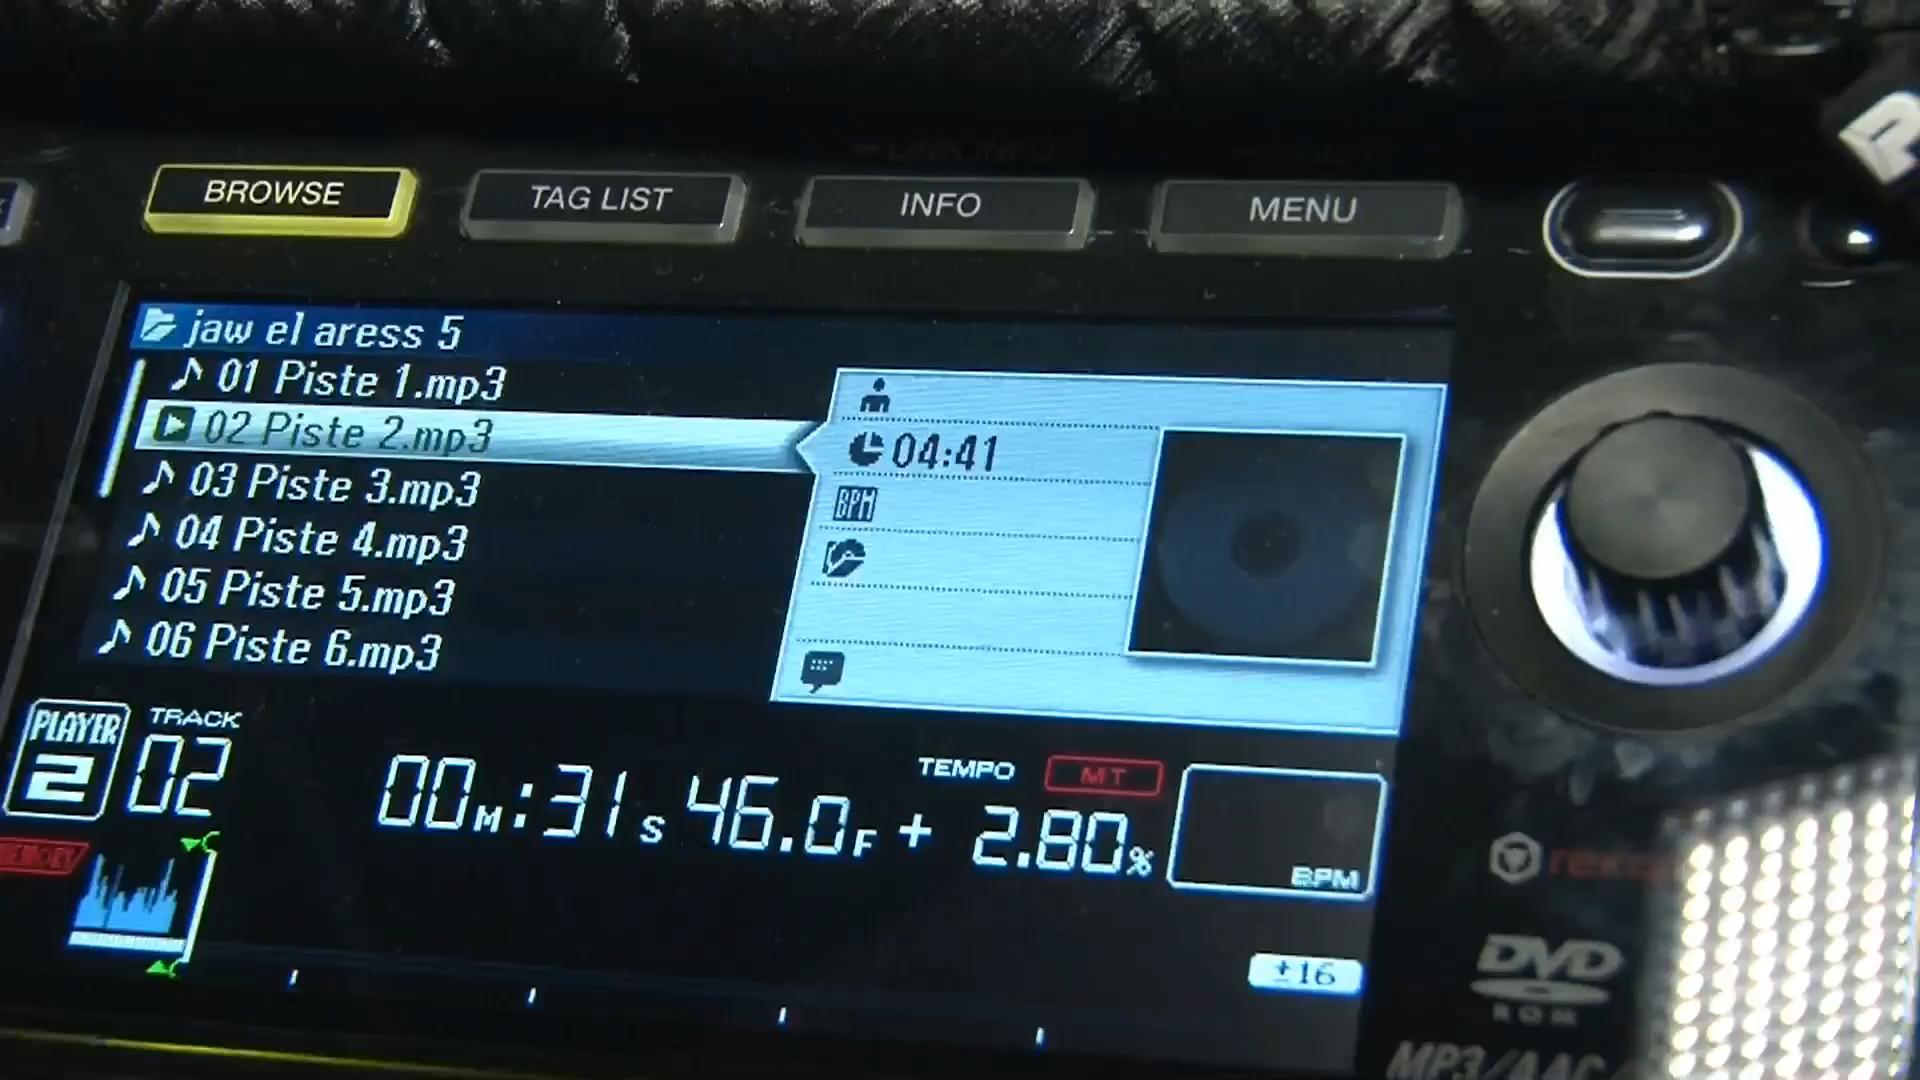 BROWSE
TAG LIST
INFO
MENU
jaw el aress 5
01 Piste 1.mp3
02 Piste 2.mp3
03 Piste 3.mp3
04 Piste 4.mp3
05 Piste 5.mp3
06 Piste 6.mp3
04:41
BPM
PLAYER
2
TRACK
02
00M:31S 46.0F
TEMPO
MT
+ 2.80%
BPM
MEMORY
±16
DVD
ROM
MP3/AAC